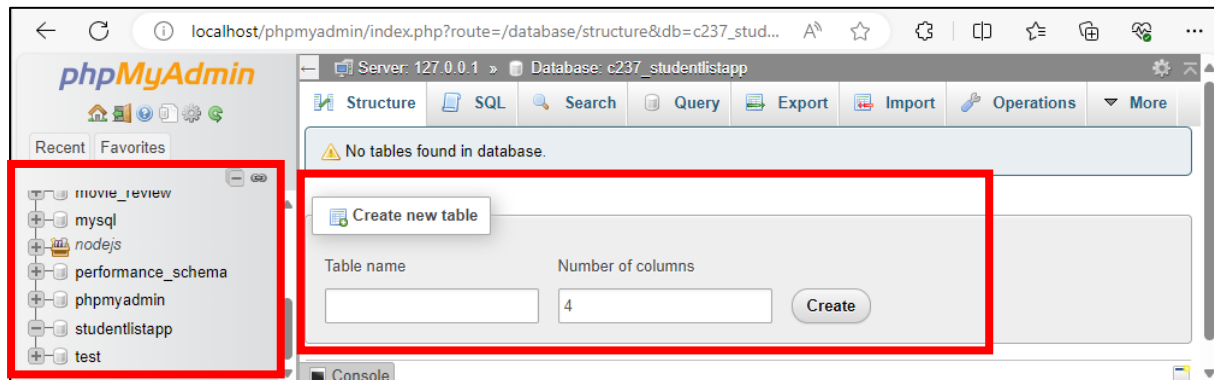 localhost/phpmyadmin/index.php?route=/database/structure&db=c237_stud...
phpMyAdmin
Recent Favorites
movie_review
mysql
nodejs
performance_schema
phpmyadmin
studentlistapp
test
Server: 127.0.0.1 » Database: c237_studentlistapp
Structure SQL Search Query Export Import Operations More
No tables found in database.
Create new table
Table name Number of columns
4 Create
Console